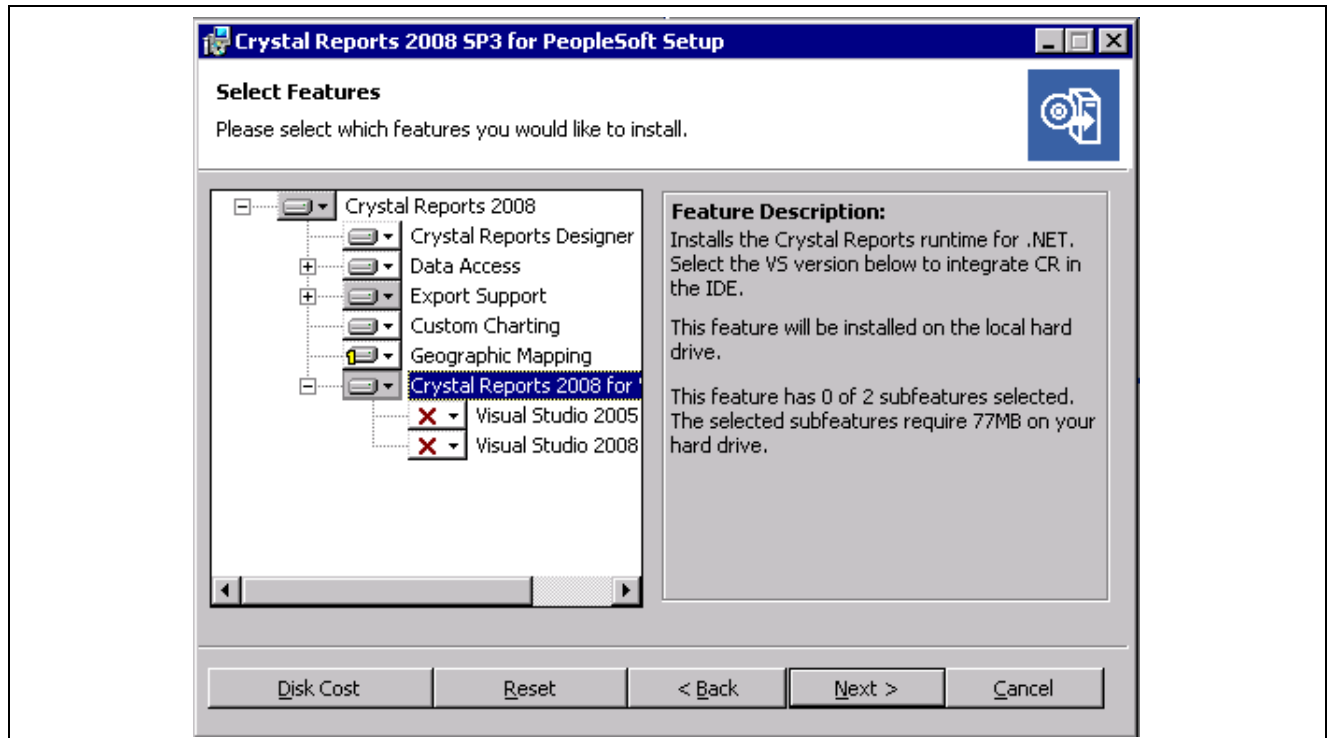 Crystal Reports 2008 SP3 for PeopleSoft Setup
Select Features
Please select which features you would like to install.
Crystal Reports 2008
Crystal Reports Designer
Data Access
Export Support
Custom Charting
1
Geographic Mapping
Crystal Reports 2008 for '
Visual Studio 2005
Visual Studio 2008
Feature Description:
Installs the Crystal Reports runtime for .NET.
Select the VS version below to integrate CR in
the IDE.
This feature will be installed on the local hard
drive.
This feature has 0 of 2 subfeatures selected.
The selected subfeatures require 77MB on your
hard drive.
Disk Cost
Reset
< Back
Next >
Cancel